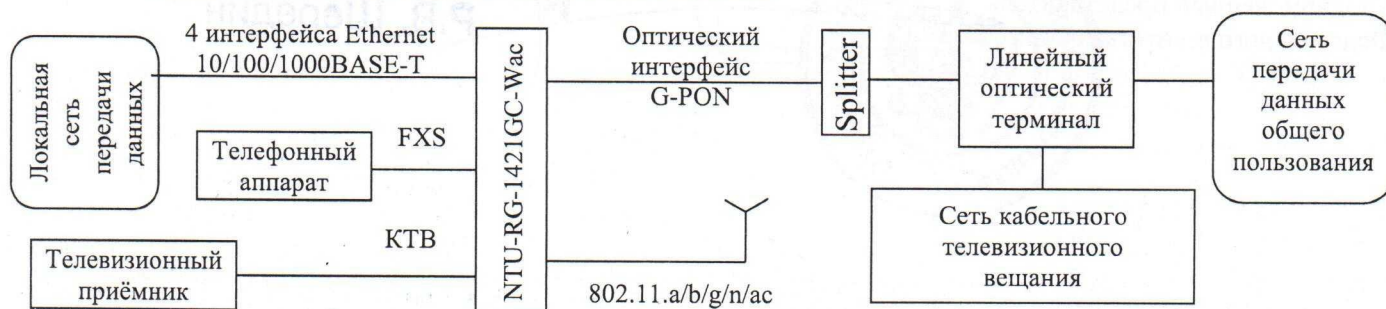 4 интерфейса Ethernet
10/100/1000BASE-T
Локальная
сеть
передачи
данных
FXS
Телефонный
аппарат
КТВ
Телевизионный
приёмник
NTU-RG-1421GC-Wac
Оптический
интерфейс
G-PON
802.11.a/b/g/n/ac
Splitter
Линейный
оптический
терминал
Сеть кабельного
телевизионного
вещания
Сеть
передачи
данных
общего
пользования